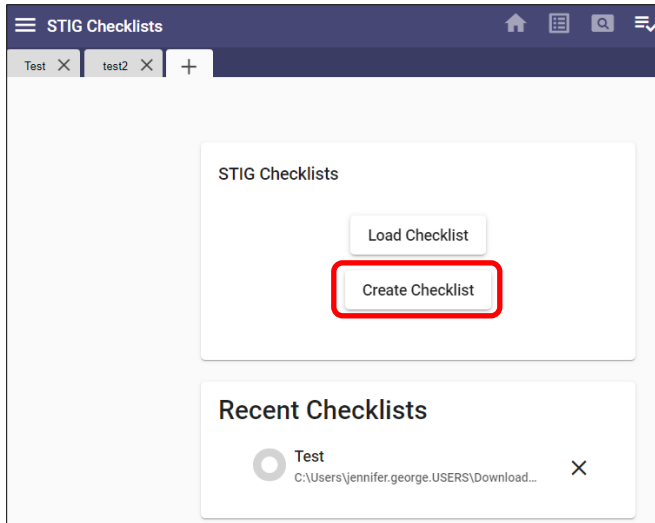 STIG Checklists
Test
test2
STIG Checklists
Load Checklist
Create Checklist
Recent Checklists
Test
C:\Users\jennifer.george.USERS\Download...